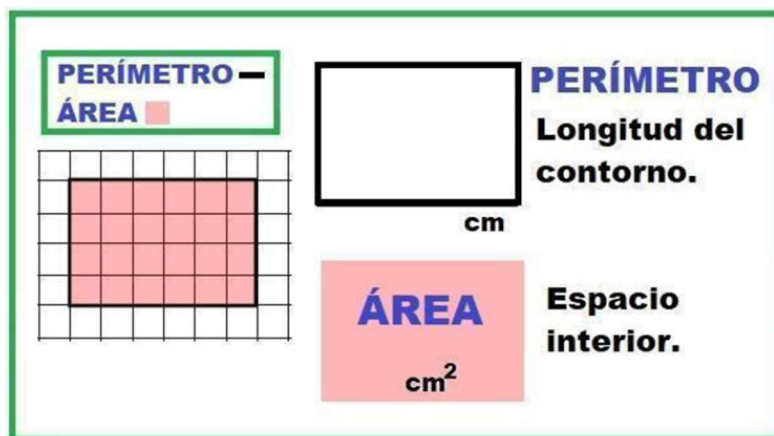 PERÍMETRO
ÁREA
PERÍMETRO
Longitud del
contorno.
cm
ÁREA
cm²
Espacio
interior.